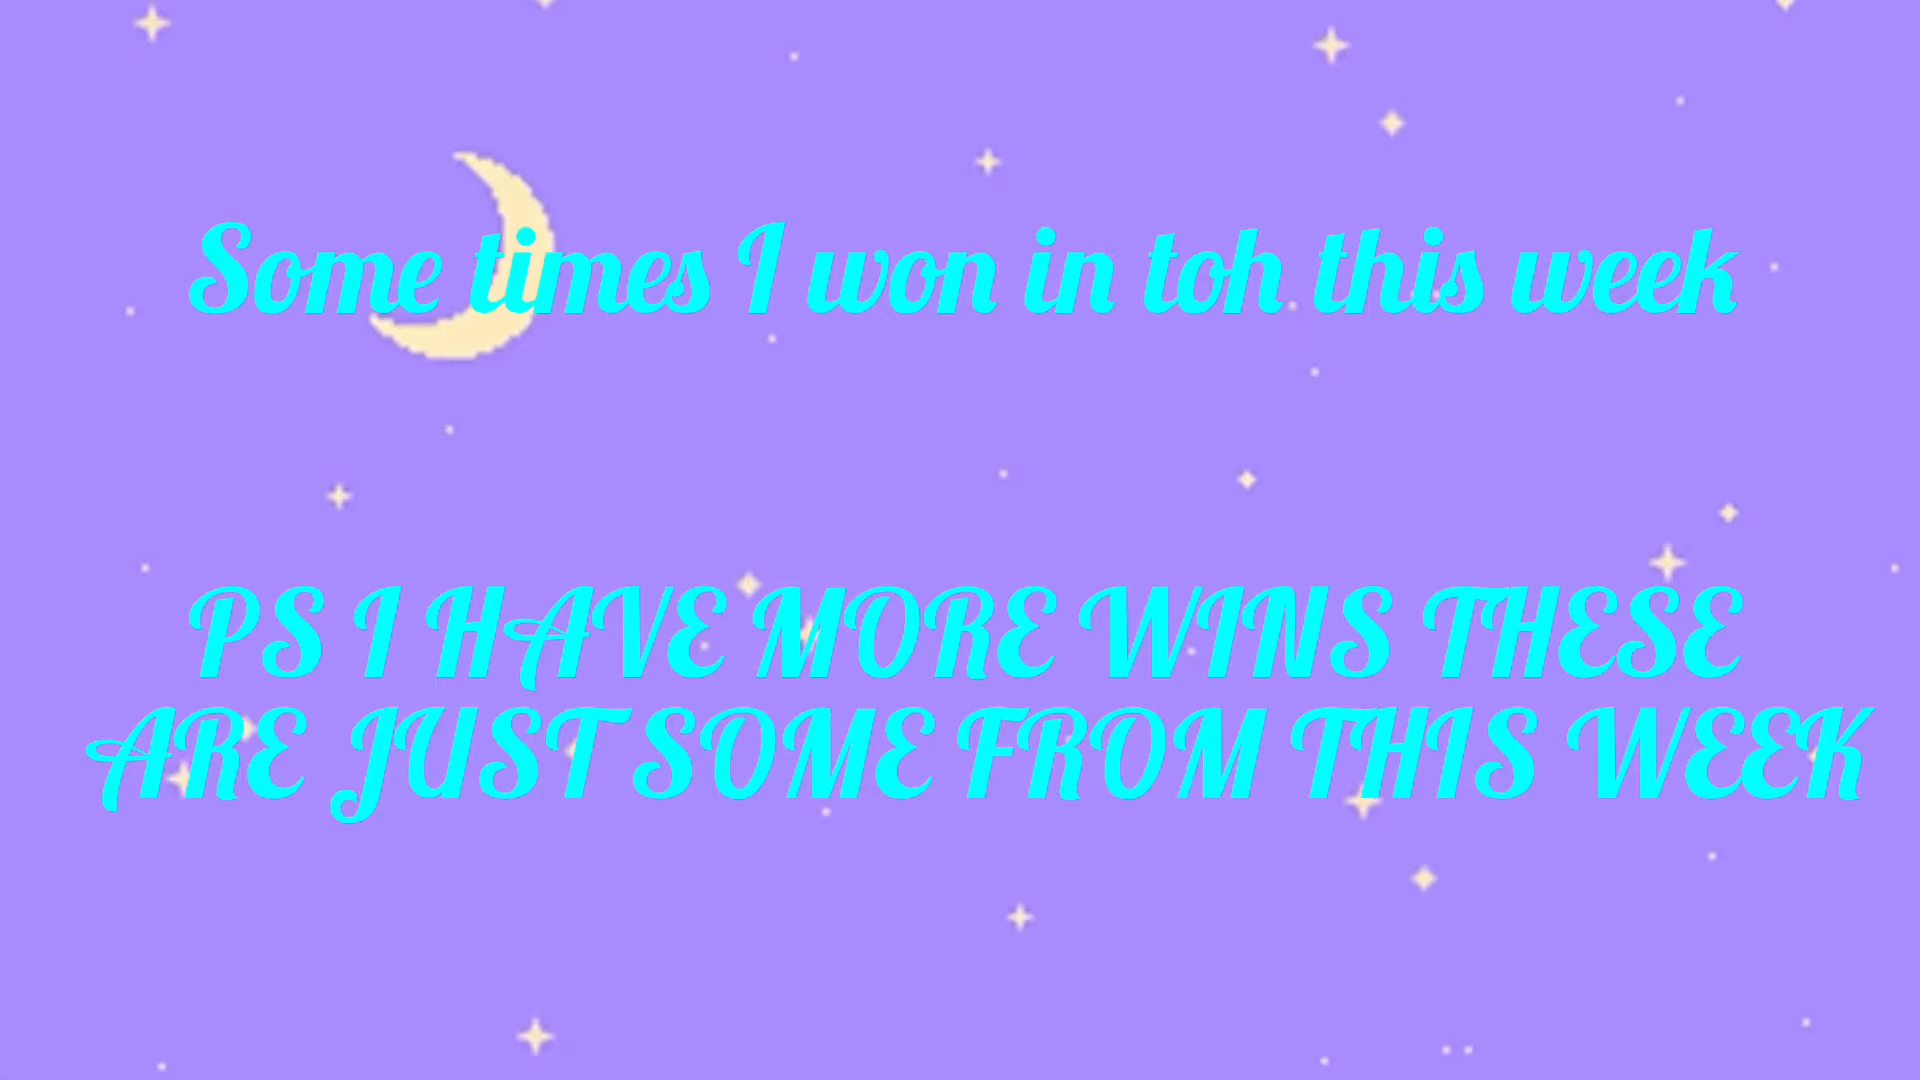 Some times I won in toh this week
PS I HAVE MORE WINS THESE
ARE JUST SOME FROM THIS WEEK